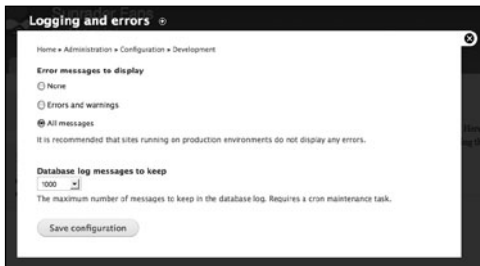 Logging and errors
Home » Administration » Configuration » Development
Error messages to display
None
Errors and warnings
All messages
It is recommended that sites running on production environments do not display any errors.
Database log messages to keep
1000
The maximum number of messages to keep in the database log. Requires a cron maintenance task.
Save configuration